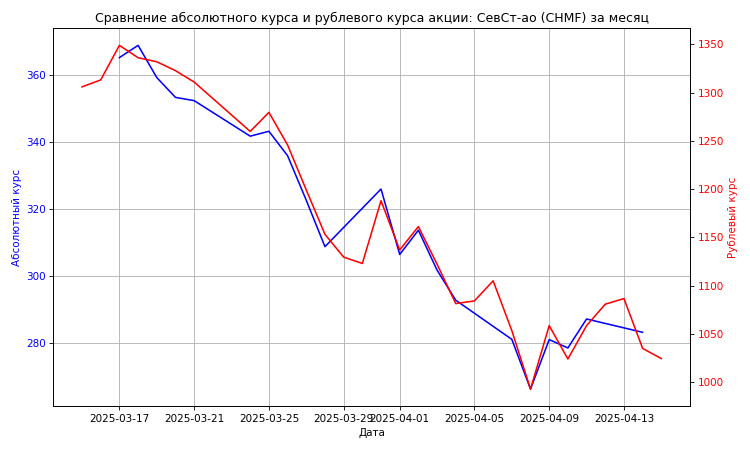 Сравнение абсолютного курса и рублевого курса акции: СевСт-ао (CHMF) за месяц
Абсолютный курс
360
340
320
300
280
1350
1300
1250
1200
1150
1100
1050
1000
Рублевый курс
2025-03-17 2025-03-21 2025-03-25 2025-03-29 2025-04-01 2025-04-05 2025-04-09 2025-04-13
Дата